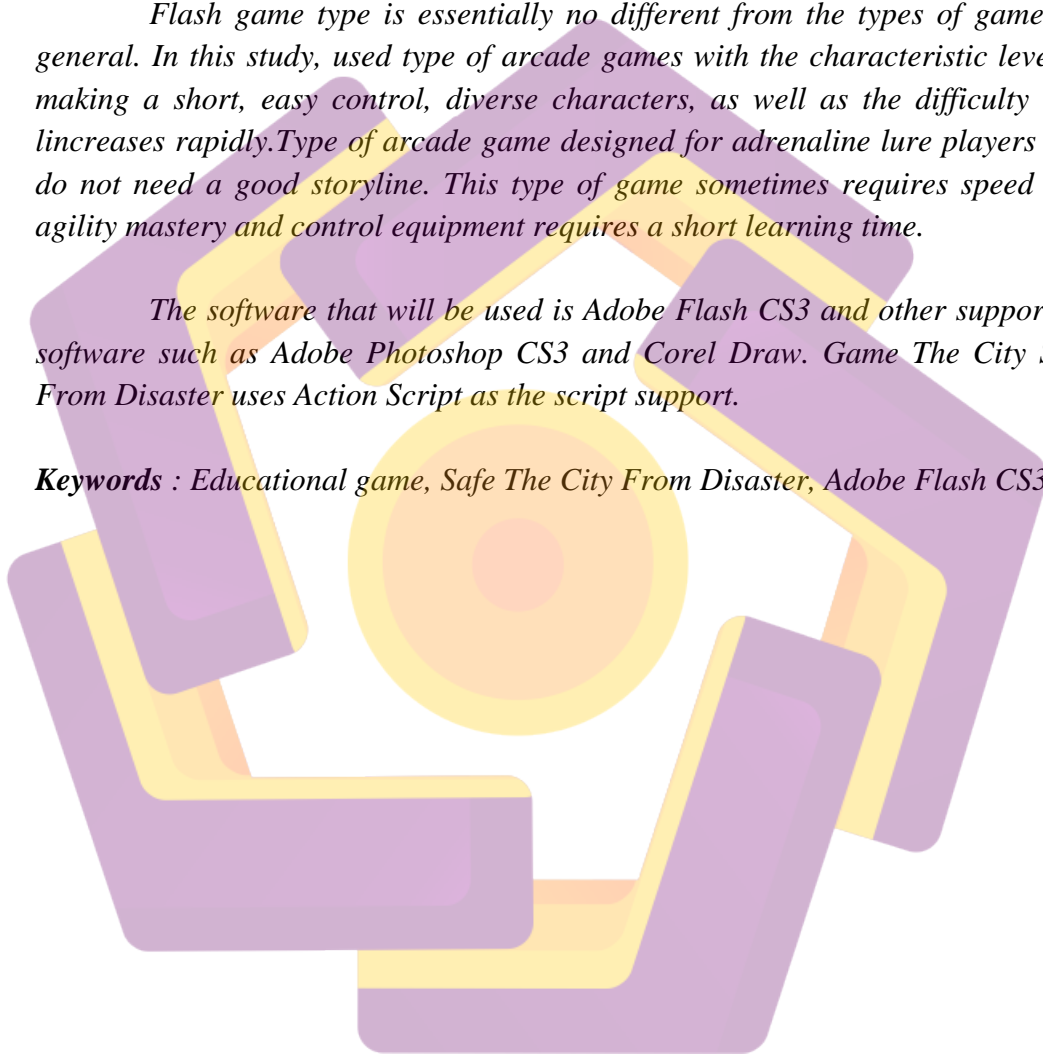 Flash game type is essentially no different from the types of game
general. In this study, used type of arcade games with the characteristic leve
making a short, easy control, diverse characters, as well as the difficulty
lincreases rapidly.Type of arcade game designed for adrenaline lure players
do not need a good storyline. This type of game sometimes requires speed
agility mastery and control equipment requires a short learning time.
The software that will be used is Adobe Flash CS3 and other suppor
software such as Adobe Photoshop CS3 and Corel Draw. Game The City
From Disaster uses Action Script as the script support.
Keywords : Educational game, Safe The City From Disaster, Adobe Flash CS3